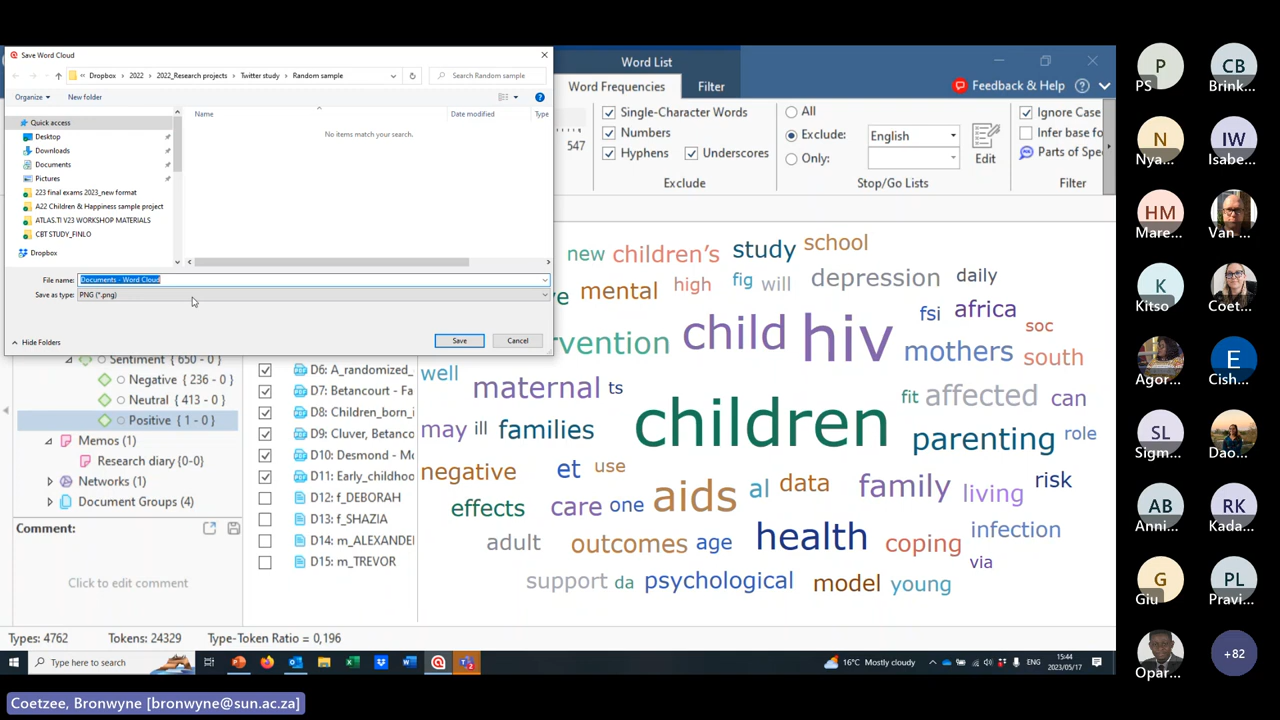 Save Word Cloud
Dropbox > 2022 > 2022_Research projects > Twitter study > Random sample
Search Random sample
Organize
New folder
Quick access
Desktop
Downloads
Documents
Pictures
223 final exams 2023_new format
A22 Children & Happiness sample project
ATLAS.TI V23 WORKSHOP MATERIALS
CBT STUDY_FINLO
Dropbox
Name
Date modified
Type
No items match your search.
File name:
Documents - Word Cloud
Save as type:
PNG (*.png)
Hide Folders
Save
Cancel
Word List
Word Frequencies
Filter
Feedback & Help
547
Single-Character Words
Numbers
Hyphens
Underscores
Exclude
All
Exclude:
English
Only:
Edit
Stop/Go Lists
Ignore Case
Infer base fo
Parts of Spe
Filter
Sentiment { 650 - 0 }
Negative { 236 - 0 }
Neutral { 413 - 0 }
Positive { 1 - 0 }
Memos (1)
Research diary {0-0}
Networks (1)
Document Groups (4)
Comment:
Click to edit comment
D6: A_randomized_
D7: Betancourt - Fa
D8: Children_born_i
D9: Cluver, Betanco
D10: Desmond - Me
D11: Early_childhoo
D12: f_DEBORAH
D13: f_SHAZIA
D14: m_ALEXANDE
D15: m_TREVOR
new children's study school
mental high fig will depression daily
vention child hiv fsi africa soc
mothers south
well maternal ts children fit affected can
may ill families parenting role
negative et use aids al data family living risk
effects care one health coping infection
adult outcomes age via
support da psychological model young
Types: 4762
Tokens: 24329
Type-Token Ratio = 0,196
Type here to search
16°C Mostly cloudy
ENG
15:44
2023/05/17
P
PS
CB
Brink...
N
Nya...
IW
Isabe...
HM
Mare...
Van ...
K
Kitso
Coet...
Agor...
E
Cish...
SL
Sigm...
Dao...
AB
Anni...
RK
Kada...
G
Giu
PL
Pravi...
Opar...
+82
Coetzee, Bronwyne [bronwyne@sun.ac.za]